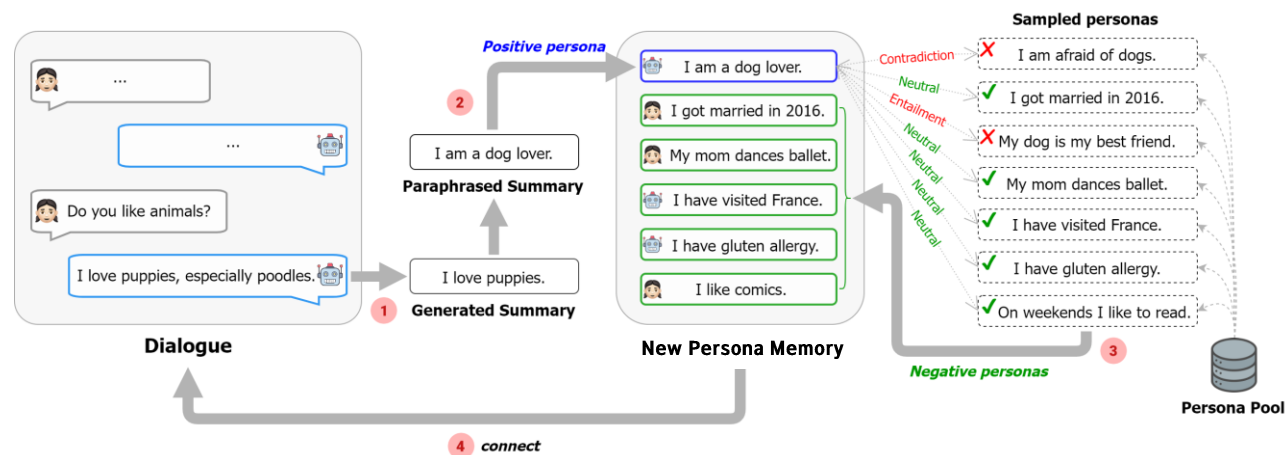 ...
...
Do you like animals?
I love puppies, especially poodles.
Dialogue
1
I love puppies.
Generated Summary
I am a dog lover.
Paraphrased Summary
2
Positive persona
I am a dog lover.
I got married in 2016.
My mom dances ballet.
I have visited France.
I have gluten allergy.
I like comics.
New Persona Memory
Contradiction
Neutral
Entailment
Neutral
Neutral
Neutral
Neutral
Sampled personas
I am afraid of dogs.
I got married in 2016.
My dog is my best friend.
My mom dances ballet.
I have visited France.
I have gluten allergy.
On weekends I like to read.
3
Negative personas
Persona Pool
4
connect